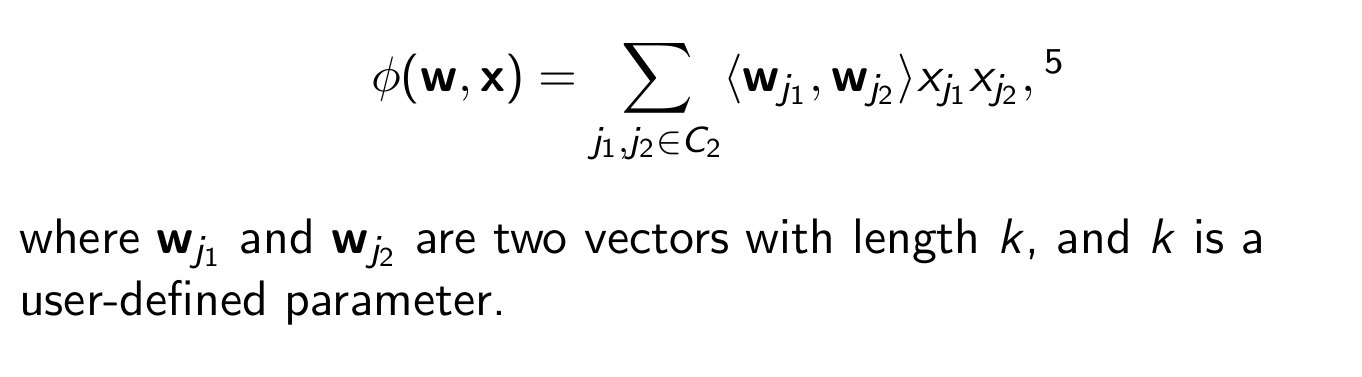 ϕ(w, x) = ∑_{j₁,j₂∈C₂} ⟨w_{j₁}, w_{j₂}⟩x_{j₁}x_{j₂}, ⁵
where w_{j₁} and w_{j₂} are two vectors with length k, and k is a
user-defined parameter.